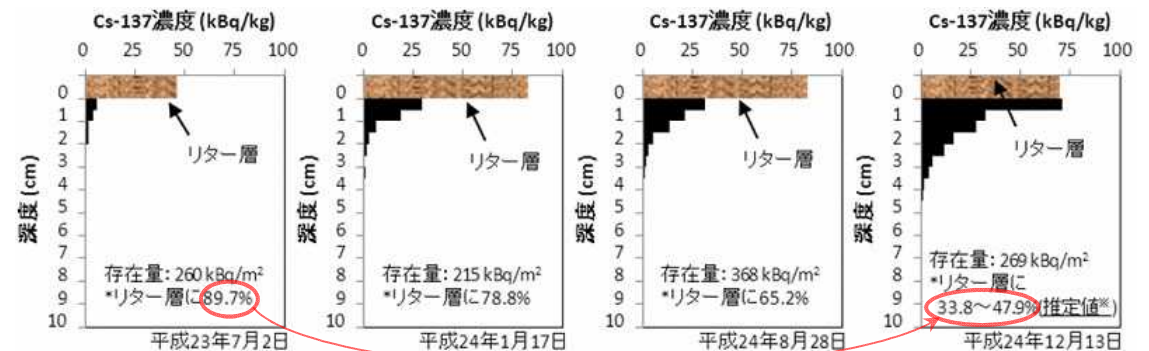 Cs-137濃度 (kBq/kg)
0 25 50 75 100
深度 (cm)
0
1
2
3
4
5
6
7
8
9
10
リター層
存在量: 260 kBq/m²
*リター層に89.7%
平成23年7月2日
Cs-137濃度 (kBq/kg)
0 25 50 75 100
深度 (cm)
0
1
2
3
4
5
6
7
8
9
10
リター層
存在量: 215 kBq/m²
*リター層に78.8%
平成24年1月17日
Cs-137濃度 (kBq/kg)
0 25 50 75 100
深度 (cm)
0
1
2
3
4
5
6
7
8
9
10
リター層
存在量: 368 kBq/m²
*リター層に65.2%
平成24年8月28日
Cs-137濃度 (kBq/kg)
0 25 50 75 100
深度 (cm)
0
1
2
3
4
5
6
7
8
9
10
リター層
存在量: 269 kBq/m²
*リター層に
33.8～47.9%(推定値※)
平成24年12月13日